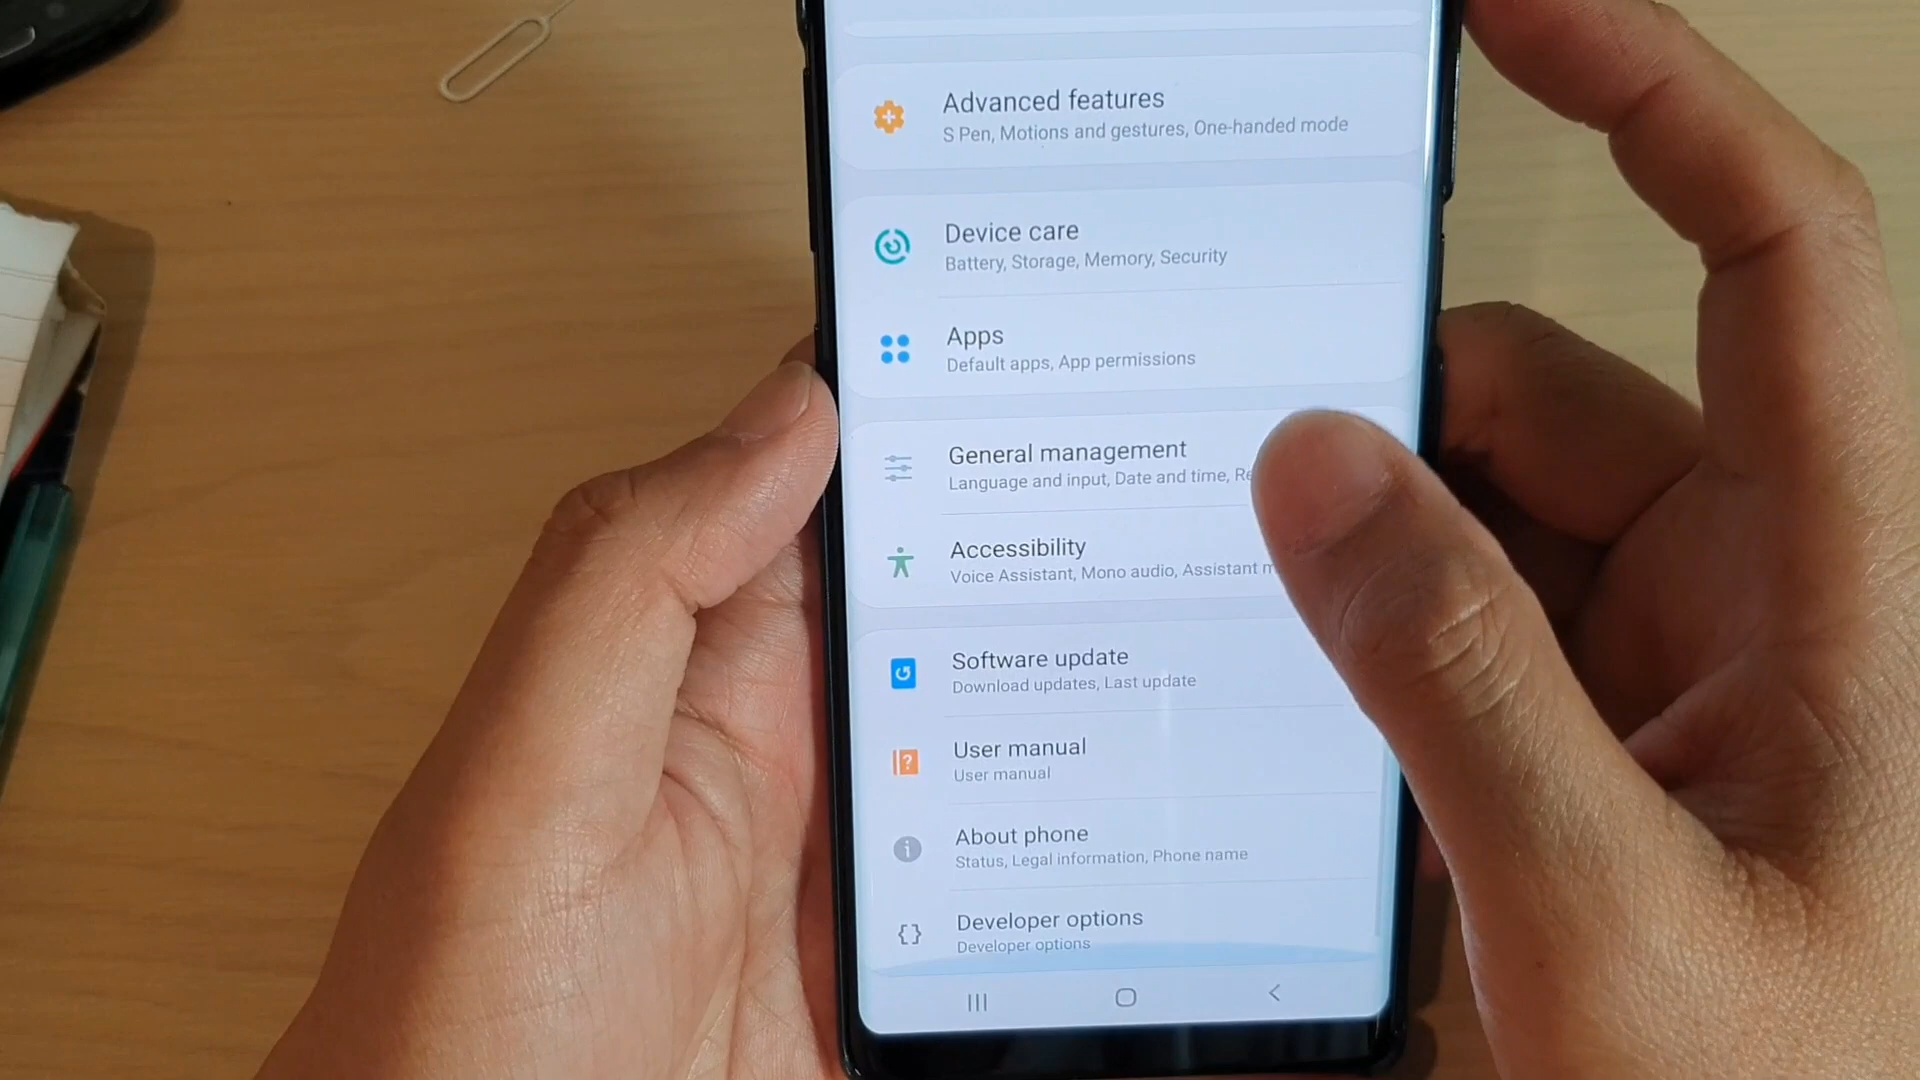 Advanced features
S Pen, Motions and gestures, One-handed mode
Device care
Battery, Storage, Memory, Security
Apps
Default apps, App permissions
General management
Language and input, Date and time,
Accessibility
Voice Assistant, Mono audio, Assistant
Software update
Download updates, Last update
User manual
User manual
About phone
Status, Legal information, Phone name
Developer options
Developer options